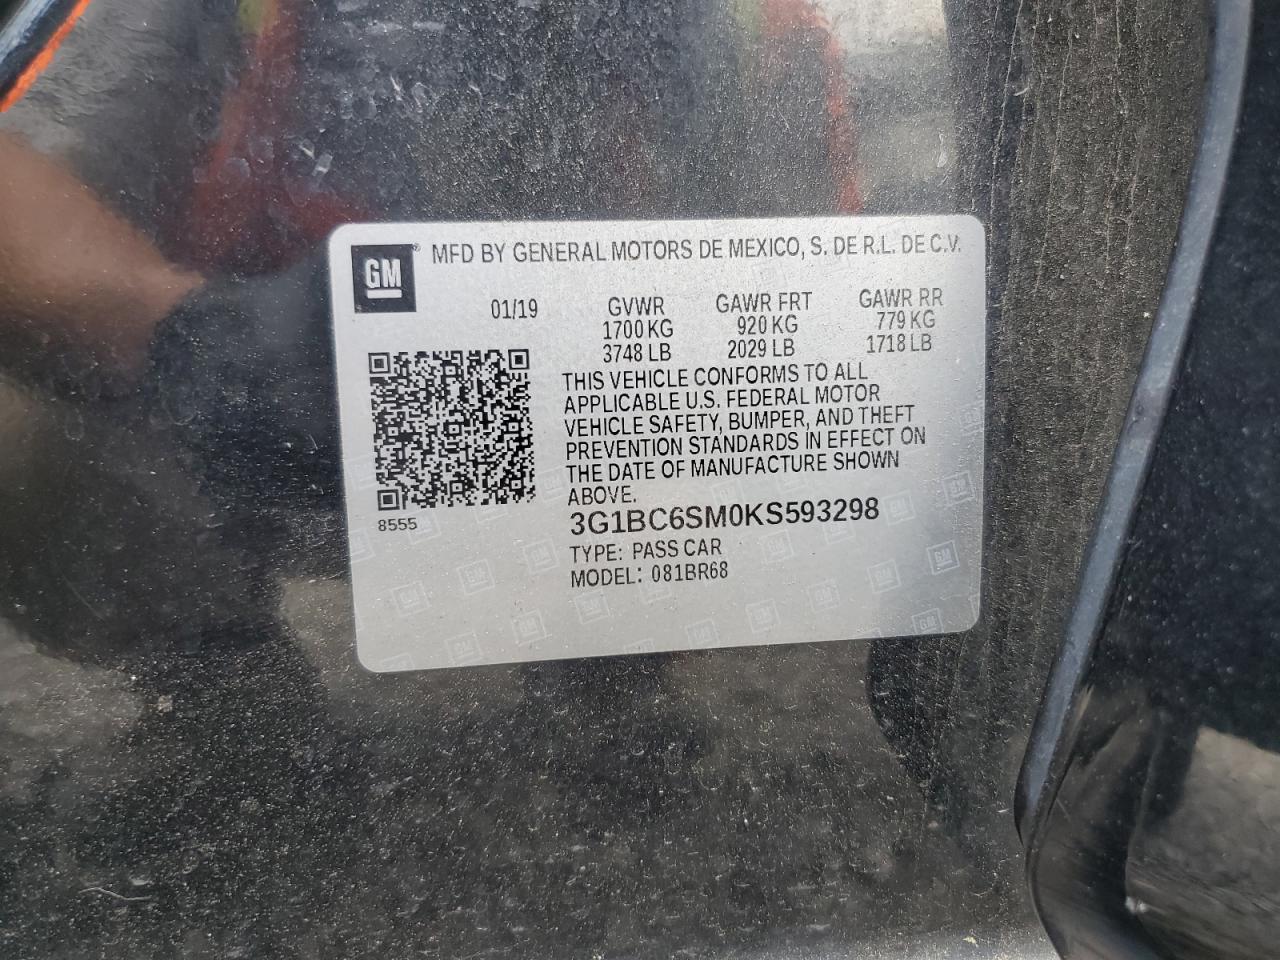 GM ® MFD BY GENERAL MOTORS DE MEXICO, S. DE R.L. DE C.V.
01/19 GVWR GAWR FRT GAWR RR
1700 KG 920 KG 779 KG
3748 LB 2029 LB 1718 LB
THIS VEHICLE CONFORMS TO ALL
APPLICABLE U.S. FEDERAL MOTOR
VEHICLE SAFETY, BUMPER, AND THEFT
PREVENTION STANDARDS IN EFFECT ON
THE DATE OF MANUFACTURE SHOWN
ABOVE.
8555
3G1BC6SM0KS593298
TYPE: PASS CAR
MODEL: 081BR68